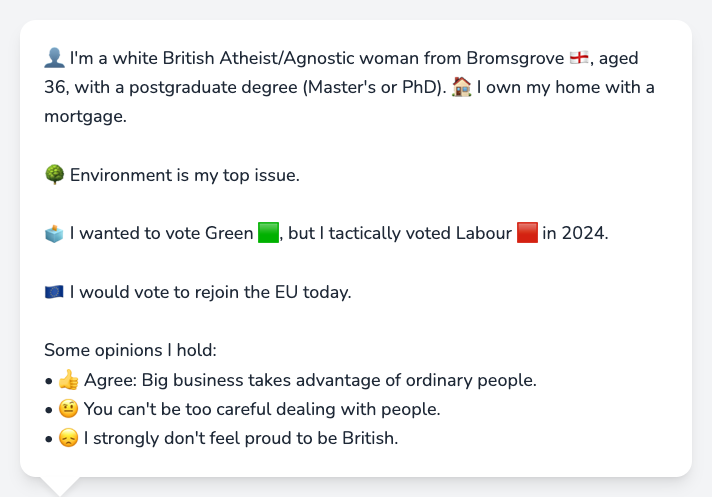 👤 I'm a white British Atheist/Agnostic woman from Bromsgrove 🏴󠁧󠁢󠁥󠁮󠁧󠁿, aged
36, with a postgraduate degree (Master's or PhD). 🏠 I own my home with a
mortgage.
🌳 Environment is my top issue.
🗳️ I wanted to vote Green 🟩, but I tactically voted Labour 🟥 in 2024.
🇪🇺 I would vote to rejoin the EU today.
Some opinions I hold:
• 👍 Agree: Big business takes advantage of ordinary people.
• 🤨 You can't be too careful dealing with people.
• 😞 I strongly don't feel proud to be British.